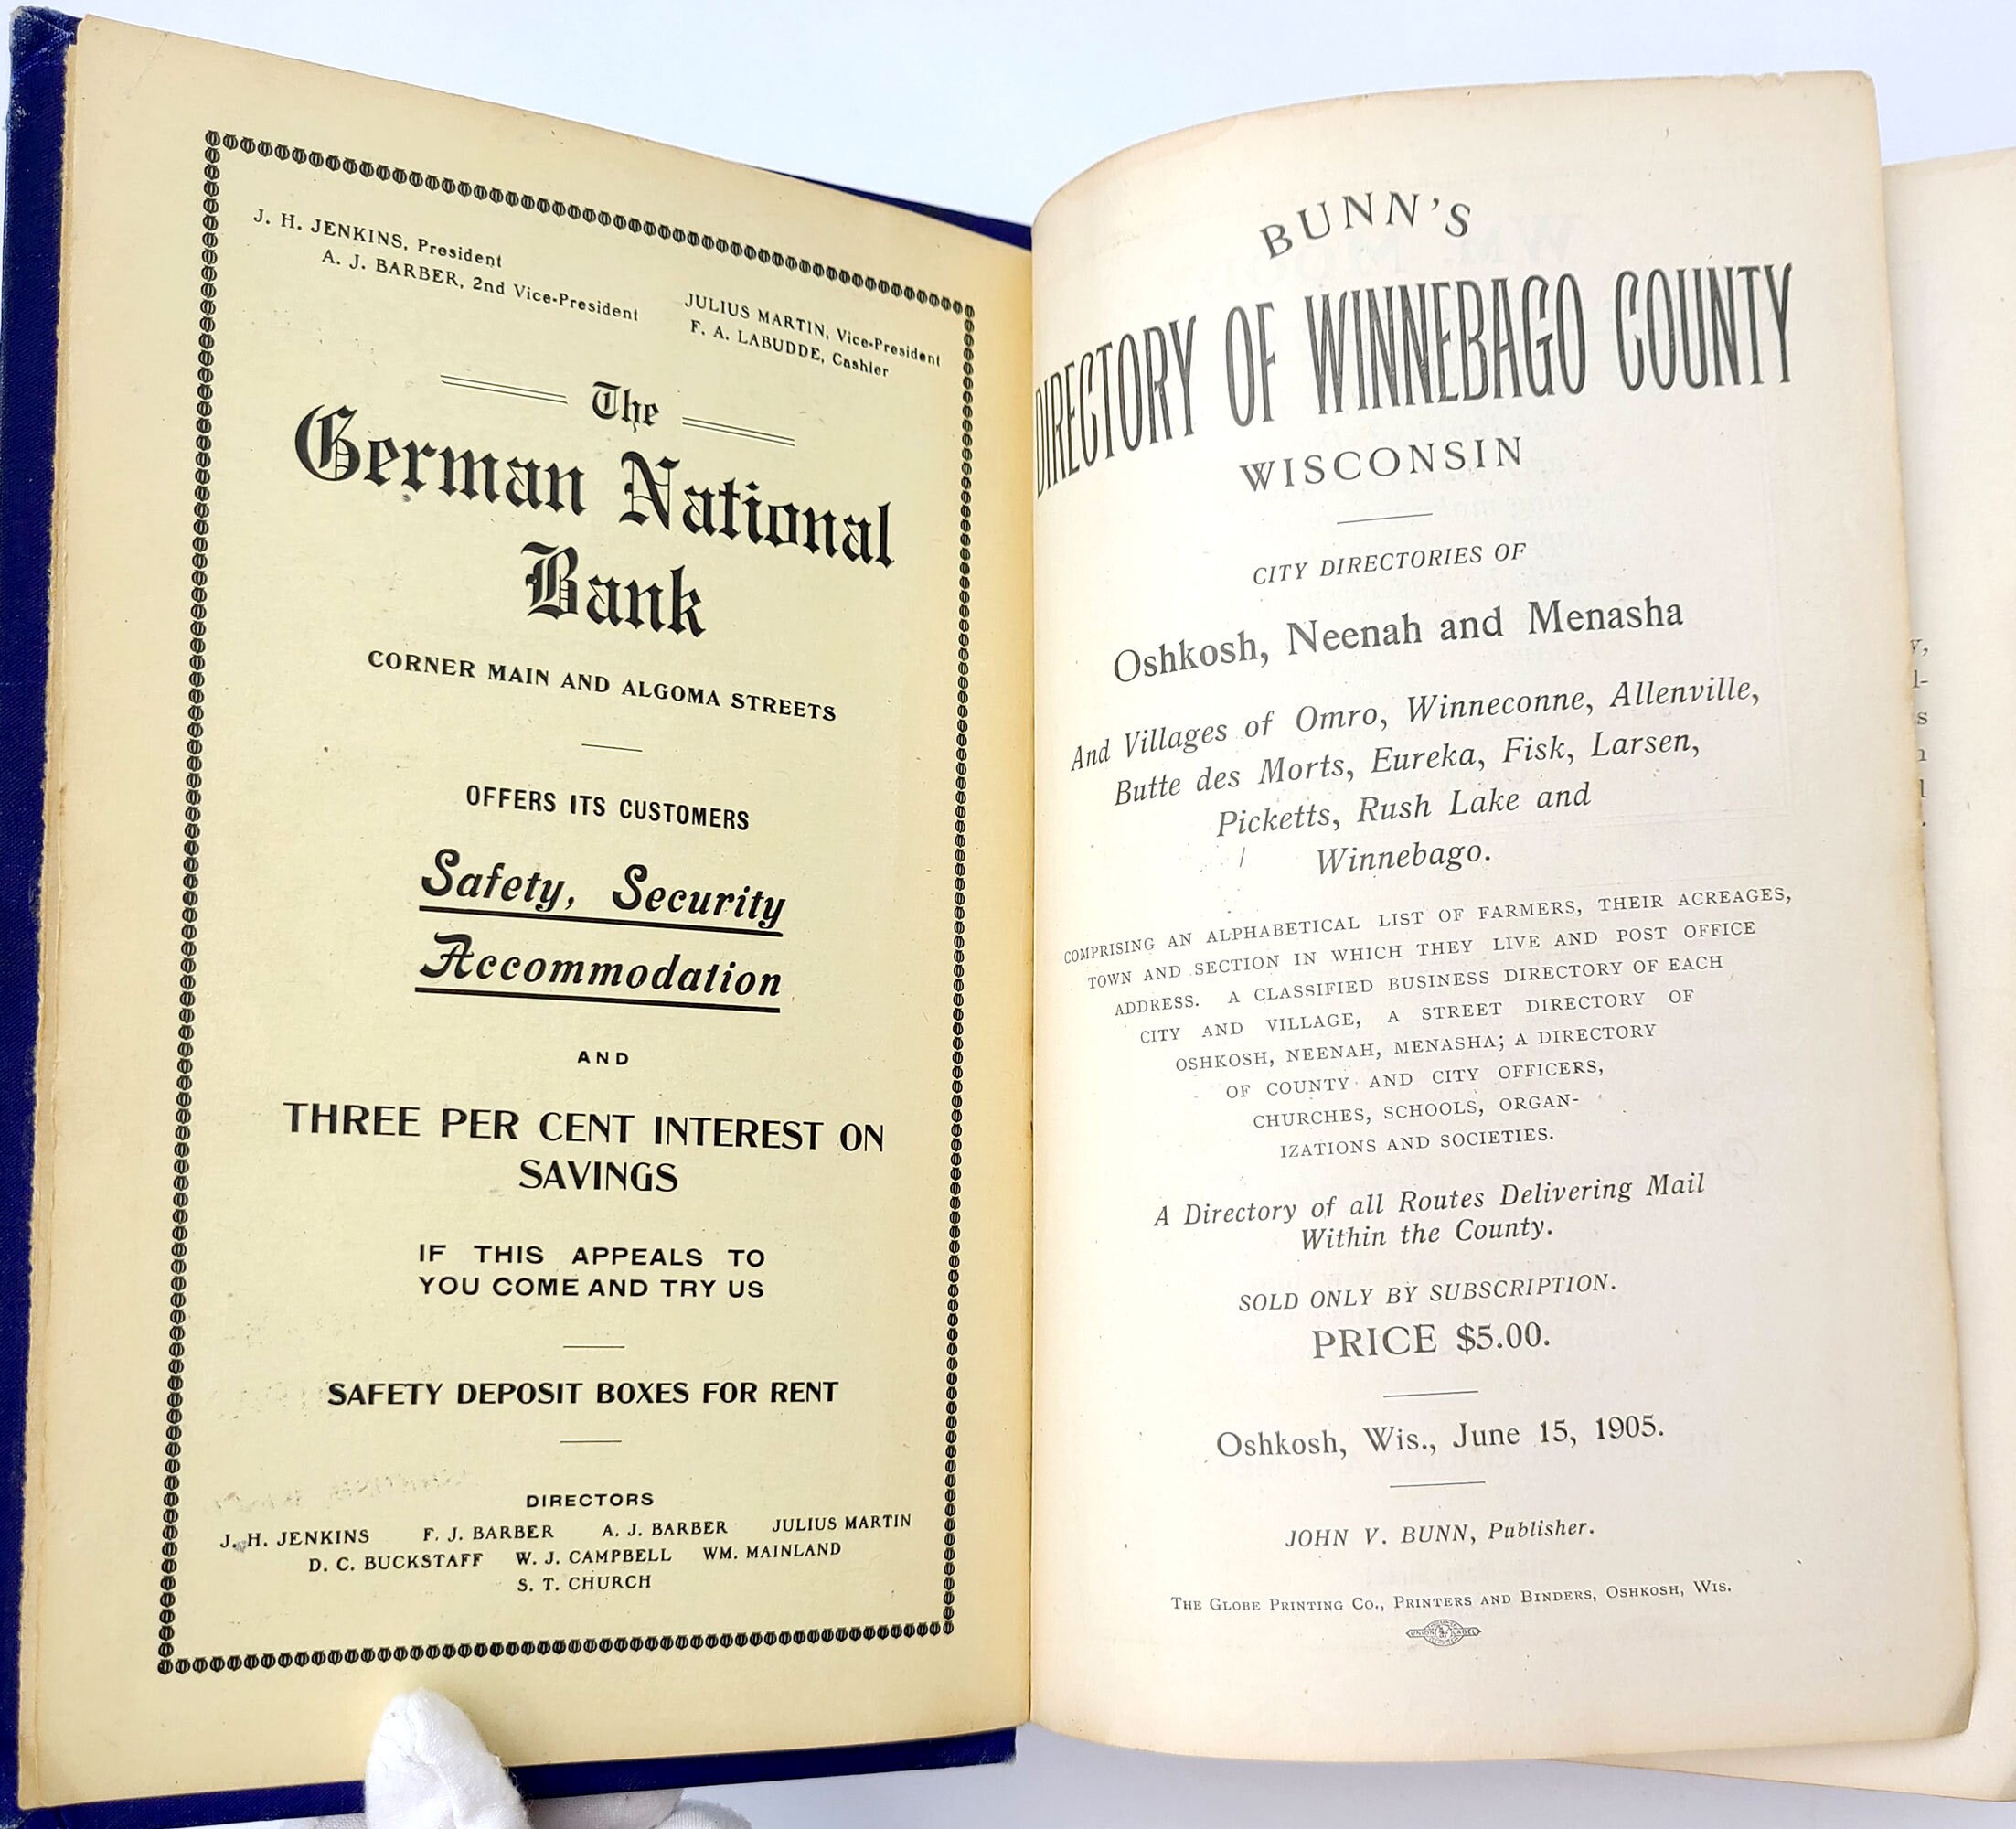 J. H. JENKINS, President
A. J. BARBER, 2nd Vice-President
JULIUS MARTIN, Vice-President
F. A. LABUDDE, Cashier
The
German National
Bank
CORNER MAIN AND ALGOMA STREETS
OFFERS ITS CUSTOMERS
Safety, Security
Accommodation
AND
THREE PER CENT INTEREST ON
SAVINGS
IF THIS APPEALS TO
YOU COME AND TRY US
SAFETY DEPOSIT BOXES FOR RENT
DIRECTORS
J. H. JENKINS F. J. BARBER A. J. BARBER JULIUS MARTIN
D. C. BUCKSTAFF W. J. CAMPBELL WM. MAINLAND
S. T. CHURCH
BUNN'S
DIRECTORY OF WINNEBAGO COUNTY
WISCONSIN
CITY DIRECTORIES OF
Oshkosh, Neenah and Menasha
And Villages of Omro, Winneconne, Allenville,
Butte des Morts, Eureka, Fisk, Larsen,
Picketts, Rush Lake and
Winnebago.
COMPRISING AN ALPHABETICAL LIST OF FARMERS, THEIR ACREAGES,
TOWN AND SECTION IN WHICH THEY LIVE AND POST OFFICE
ADDRESS. A CLASSIFIED BUSINESS DIRECTORY OF EACH
CITY AND VILLAGE, A STREET DIRECTORY OF
OSHKOSH, NEENAH, MENASHA; A DIRECTORY
OF COUNTY AND CITY OFFICERS,
CHURCHES, SCHOOLS, ORGAN-
IZATIONS AND SOCIETIES.
A Directory of all Routes Delivering Mail
Within the County.
SOLD ONLY BY SUBSCRIPTION.
PRICE $5.00.
Oshkosh, Wis., June 15, 1905.
JOHN V. BUNN, Publisher.
THE GLOBE PRINTING CO., PRINTERS AND BINDERS, OSHKOSH, WIS.